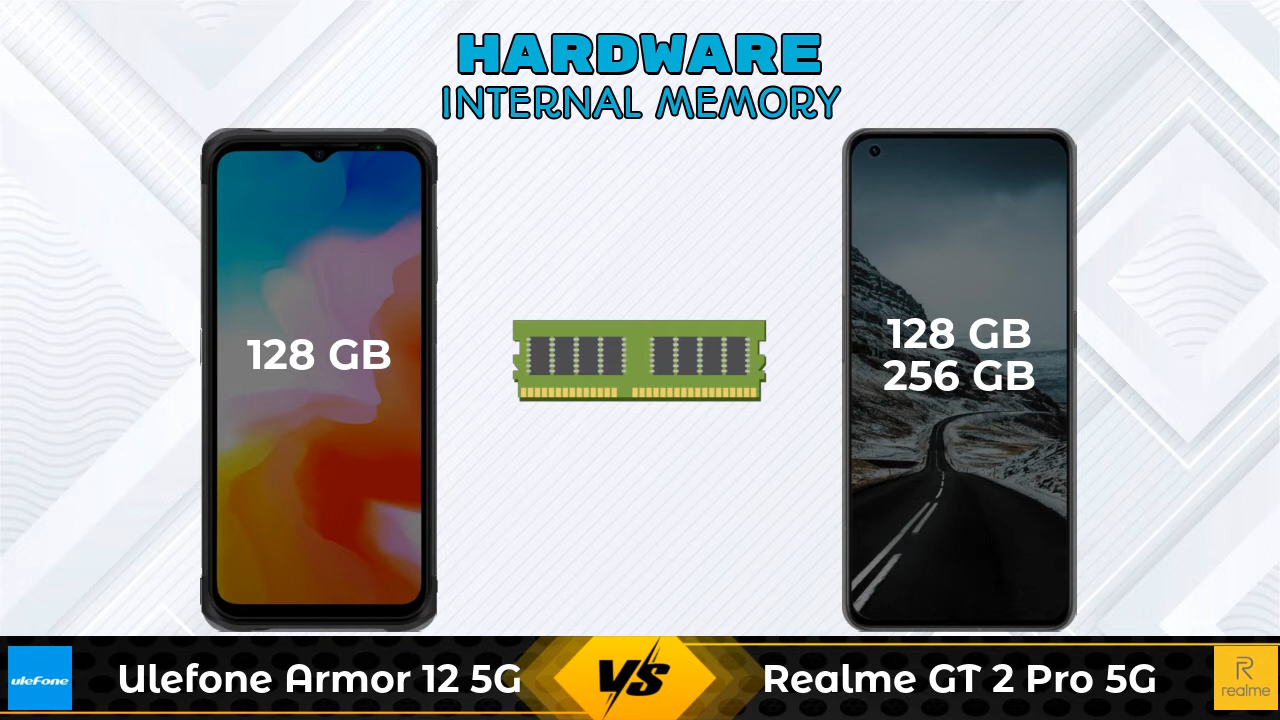 HARDWARE
INTERNAL MEMORY
128 GB
128 GB
256 GB
uleFone
Ulefone Armor 12 5G
VS
Realme GT 2 Pro 5G
R
realme